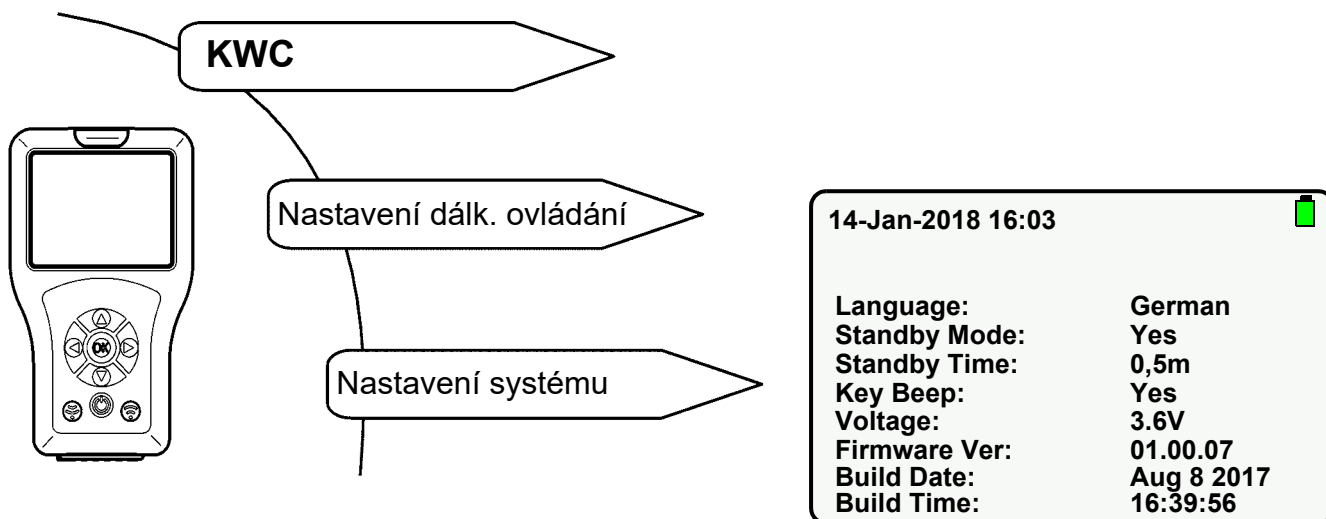 KWC
Nastavení dálk. ovládání
Nastavení systému
OK
14-Jan-2018 16:03
Language: German
Standby Mode: Yes
Standby Time: 0,5m
Key Beep: Yes
Voltage: 3.6V
Firmware Ver: 01.00.07
Build Date: Aug 8 2017
Build Time: 16:39:56